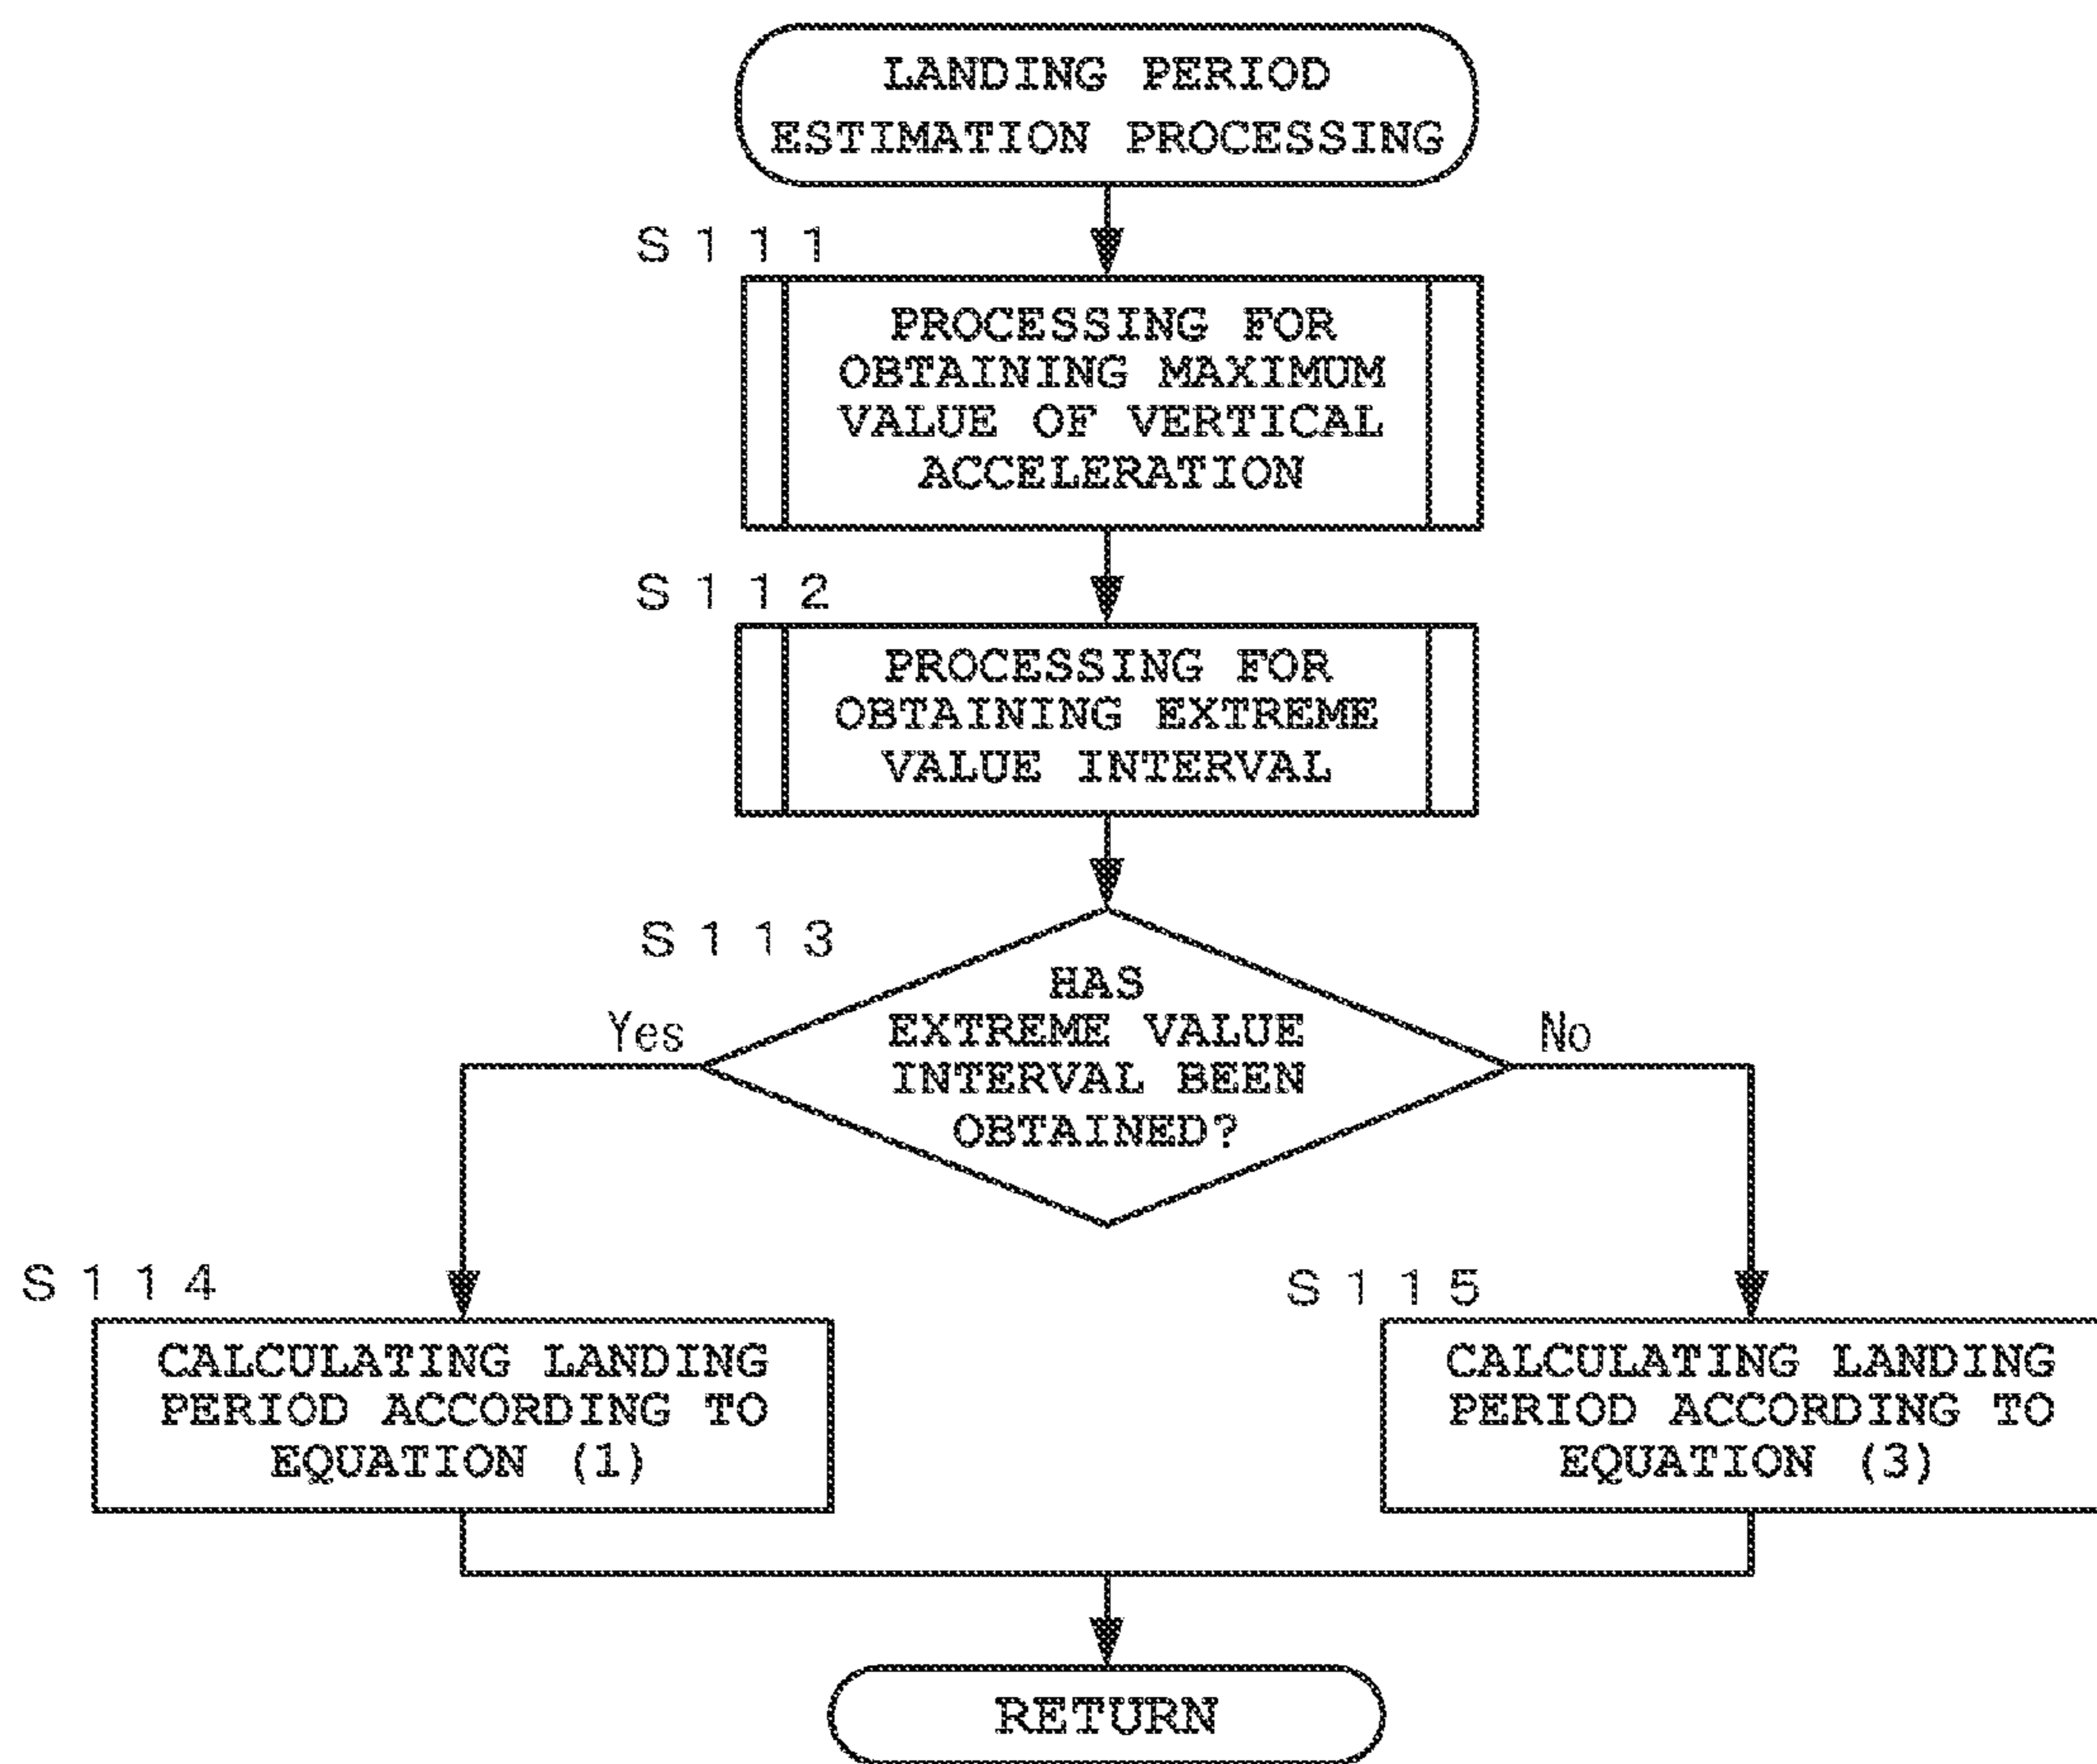 LANDING PERIOD
ESTIMATION PROCESSING
S111
PROCESSING FOR
OBTAINING MAXIMUM
VALUE OF VERTICAL
ACCELERATION
S112
PROCESSING FOR
OBTAINING EXTREME
VALUE INTERVAL
S113
HAS
EXTREME VALUE
INTERVAL BEEN
OBTAINED?
Yes
No
S114
CALCULATING LANDING
PERIOD ACCORDING TO
EQUATION (1)
S115
CALCULATING LANDING
PERIOD ACCORDING TO
EQUATION (3)
RETURN